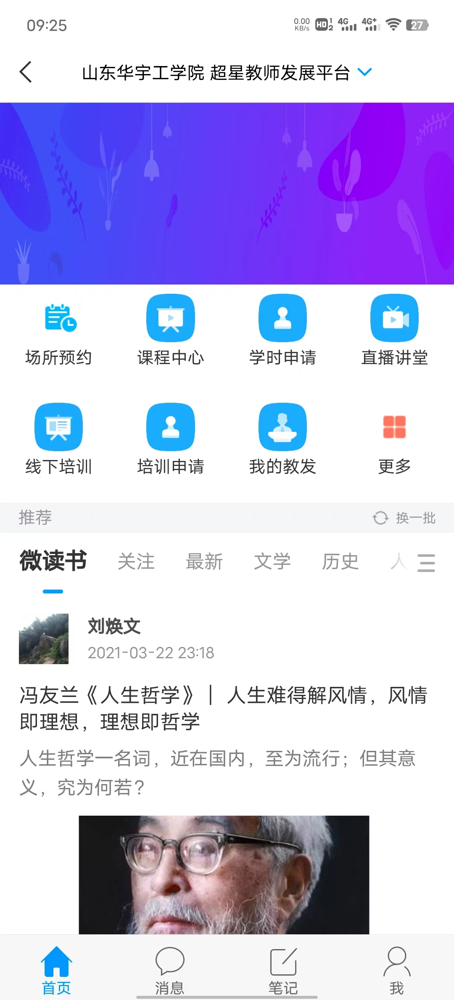 09:25
0.00 KB/s HD 1 2 4G 4G+ 27
山东华宇工学院 超星教师发展平台
场所预约 课程中心 学时申请 直播讲堂
线下培训 培训申请 我的教发 更多
推荐 换一批
微读书 关注 最新 文学 历史 人
刘焕文
2021-03-22 23:18
冯友兰《人生哲学》｜ 人生难得解风情，风情
即理想，理想即哲学
人生哲学一名词，近在国内，至为流行；但其意
义，究为何若？
首页 消息 笔记 我